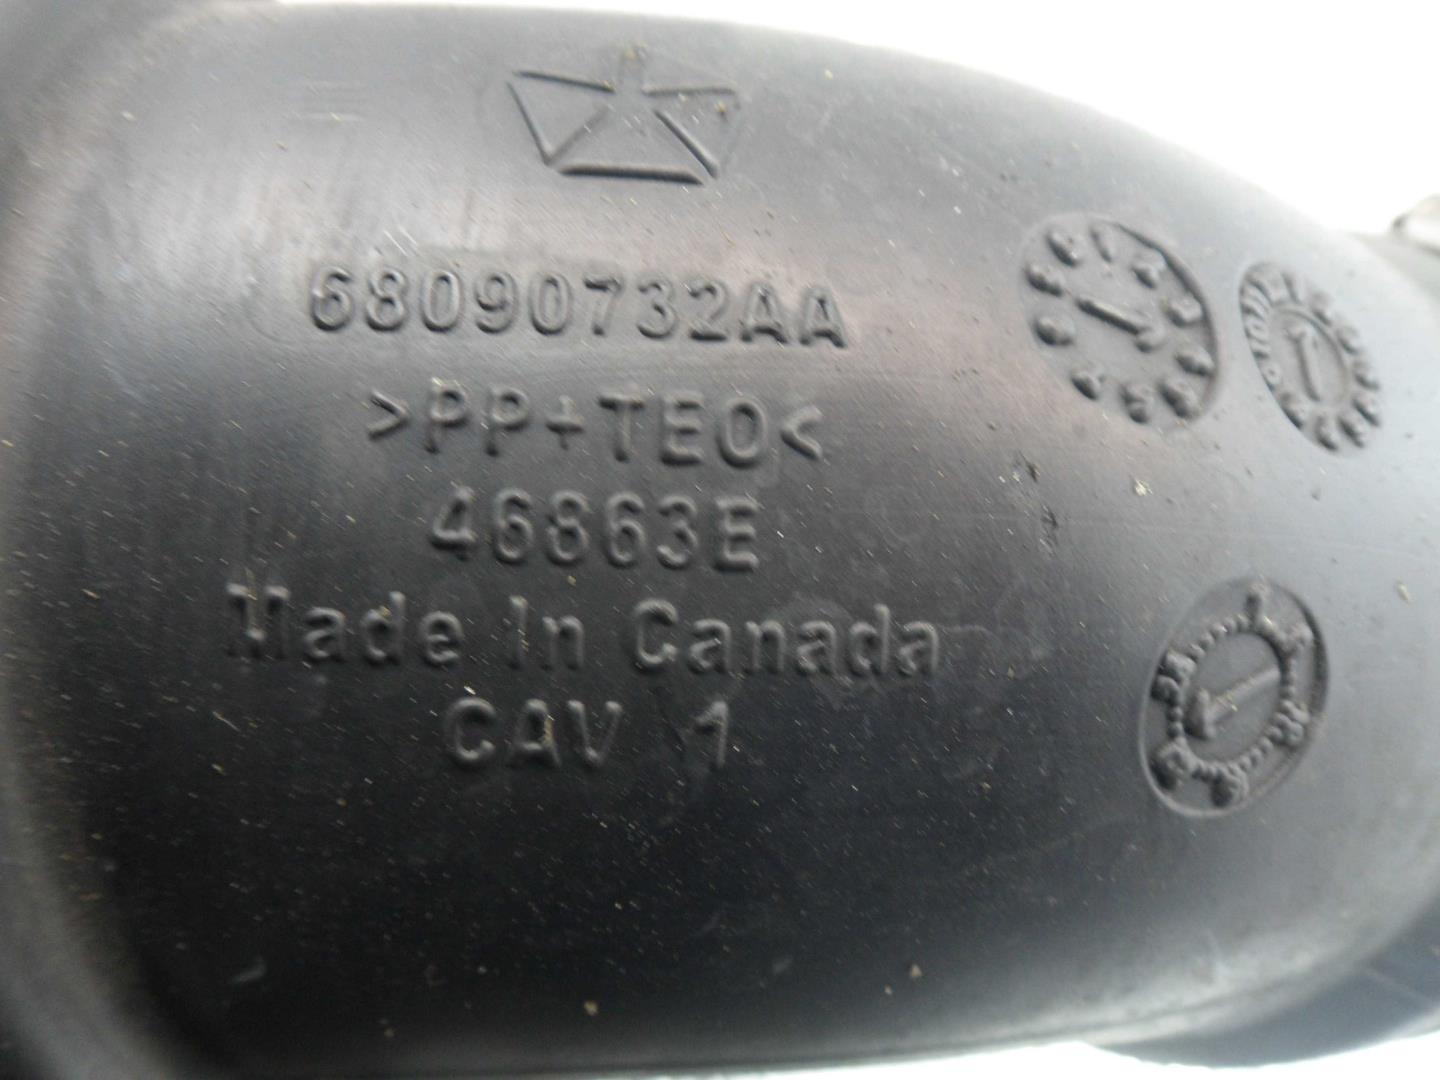 68090732AA
>PP+TEO<
46863E
Made In Canada
CAV 1